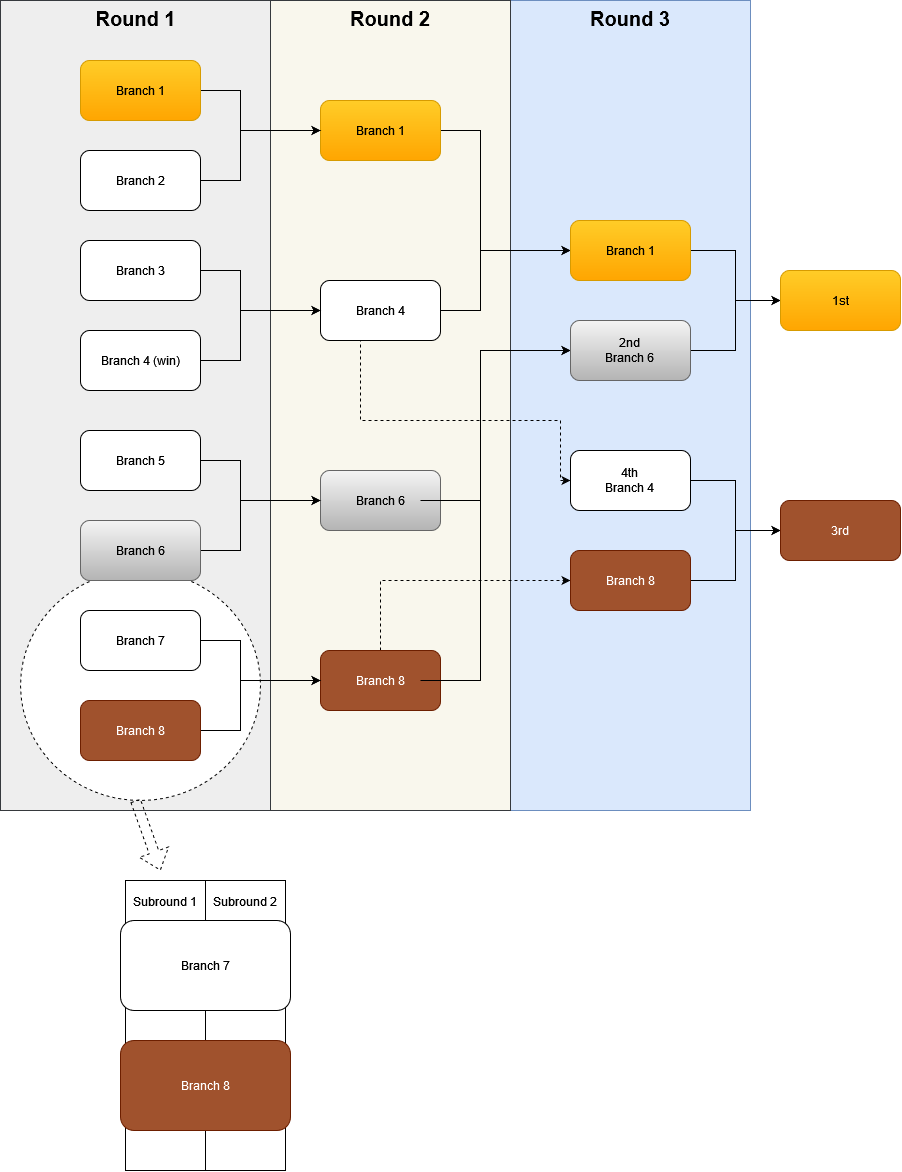 Round 1
Round 2
Round 3
Branch 1
Branch 2
Branch 3
Branch 4 (win)
Branch 5
Branch 6
Branch 7
Branch 8
Branch 1
Branch 4
Branch 6
Branch 8
Branch 1
2nd
Branch 6
4th
Branch 4
Branch 8
1st
3rd
Subround 1
Subround 2
Branch 7
Branch 8